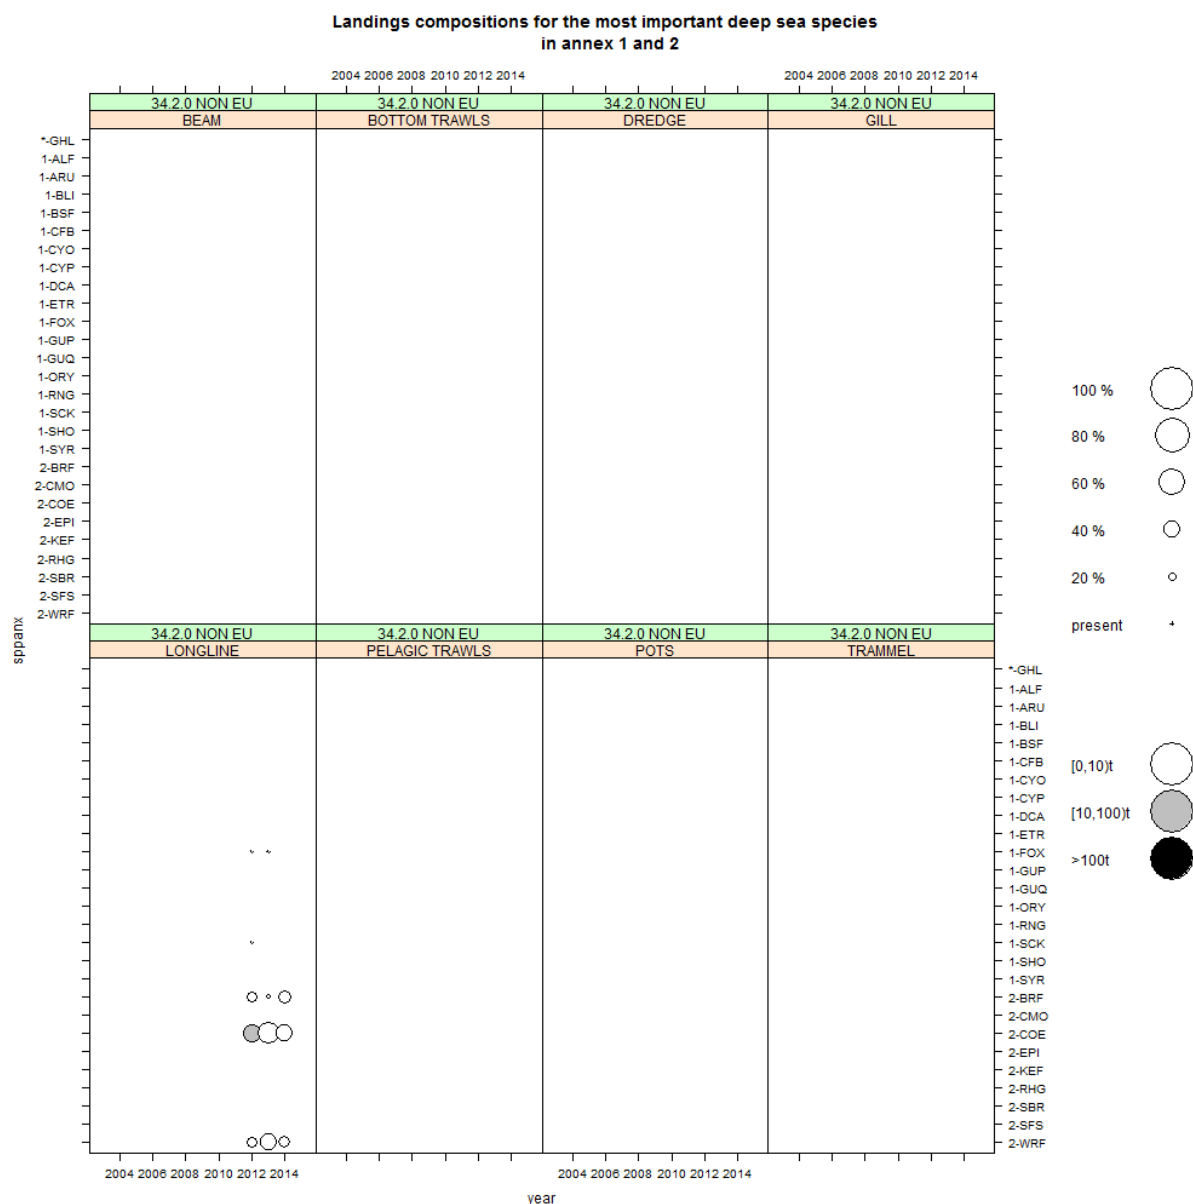 Landings compositions for the most important deep sea species
in annex 1 and 2
2004 2006 2008 2010 2012 2014
2004 2006 2008 2010 2012 2014
34.2.0 NON EU
34.2.0 NON EU
34.2.0 NON EU
34.2.0 NON EU
BEAM
BOTTOM TRAWLS
DREDGE
GILL
*-GHL
1-ALF
1-ARU
1-BLI
1-BSF
1-CFB
1-CYO
1-CYP
1-DCA
1-ETR
1-FOX
1-GUP
1-GUQ
1-ORY
1-RNG
1-SCK
1-SHO
1-SYR
2-BRF
2-CMO
2-COE
2-EPI
2-KEF
2-RHG
2-SBR
2-SFS
2-WRF
sppanx
100 %
80 %
60 %
40 %
20 %
present
34.2.0 NON EU
34.2.0 NON EU
34.2.0 NON EU
34.2.0 NON EU
LONGLINE
PELAGIC TRAWLS
POTS
TRAMMEL
*-GHL
1-ALF
1-ARU
1-BLI
1-BSF
1-CFB
1-CYO
1-CYP
1-DCA
1-ETR
1-FOX
1-GUP
1-GUQ
1-ORY
1-RNG
1-SCK
1-SHO
1-SYR
2-BRF
2-CMO
2-COE
2-EPI
2-KEF
2-RHG
2-SBR
2-SFS
2-WRF
[0,10)t
[10,100)t
>100t
2004 2006 2008 2010 2012 2014
2004 2006 2008 2010 2012 2014
year